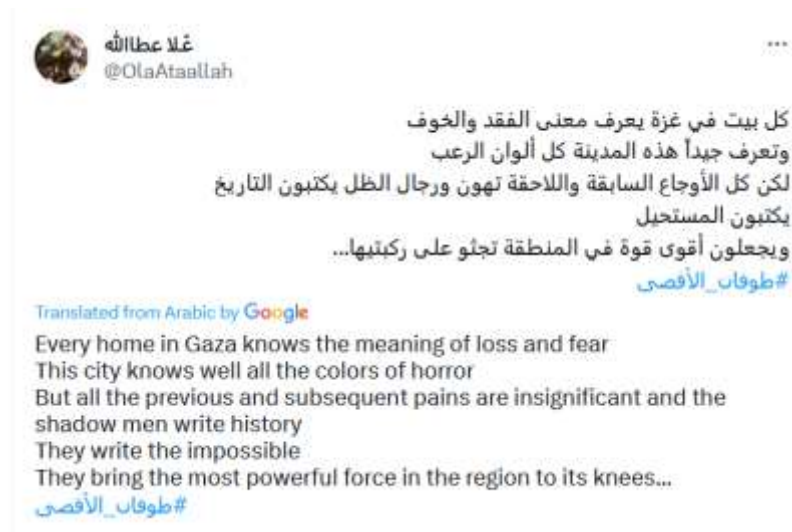 عُلا عطاالله
@OlaAtaallah
...
كل بيت في غزة يعرف معنى الفقد والخوف
وتعرف جيداً هذه المدينة كل ألوان الرعب
لكن كل الأوجاع السابقة واللاحقة تهون ورجال الظل يكتبون التاريخ
يكتبون المستحيل
ويجعلون أقوى قوة في المنطقة تجثو على ركبتيها...
#طوفان_الأقصى
Translated from Arabic by Google
Every home in Gaza knows the meaning of loss and fear
This city knows well all the colors of horror
But all the previous and subsequent pains are insignificant and the
shadow men write history
They write the impossible
They bring the most powerful force in the region to its knees...
#طوفان_الأقصى